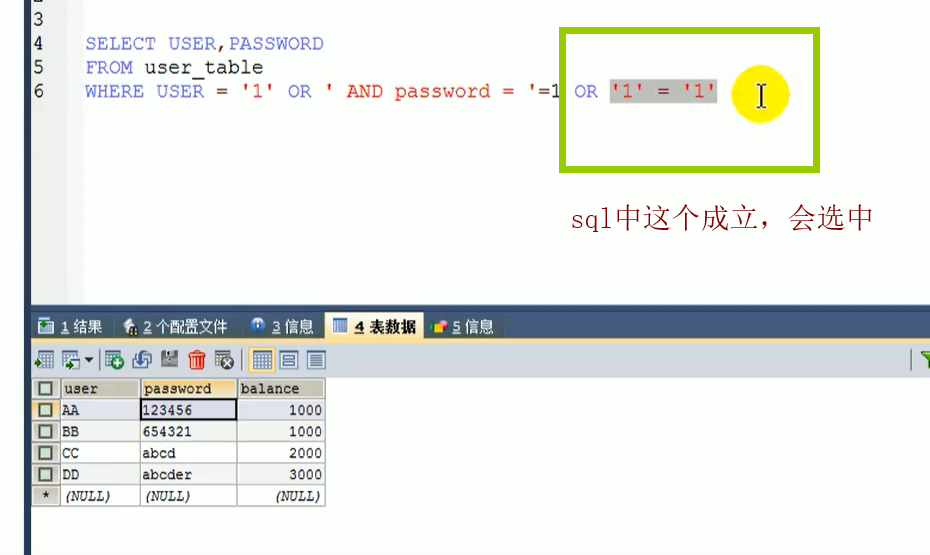 3
4 SELECT USER,PASSWORD
5 FROM user_table
6 WHERE USER = '1' OR ' AND password = '=1 OR '1' = '1'
sql中这个成立，会选中
1 结果 2 个配置文件 3 信息 4 表数据 5 信息
user password balance
AA 123456 1000
BB 654321 1000
CC abcd 2000
DD abcder 3000
* (NULL) (NULL) (NULL)